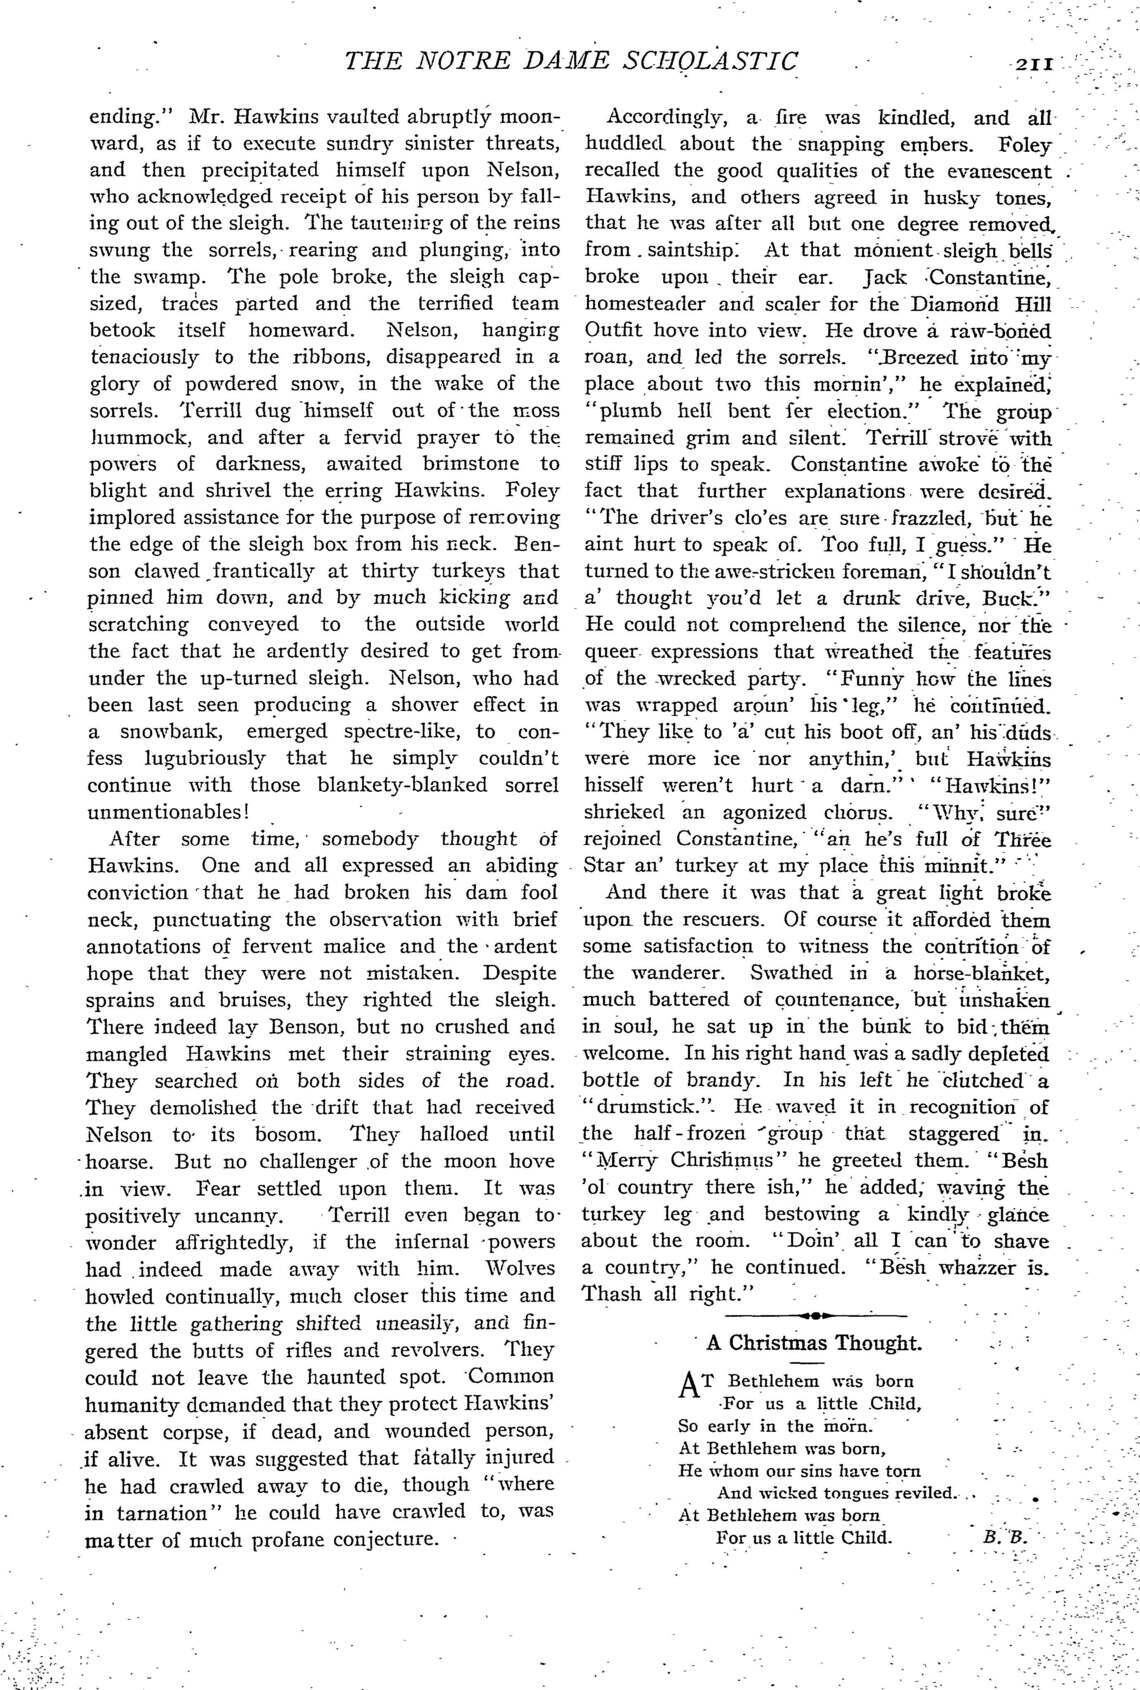 THE NOTRE DAME SCHOLASTIC
211
ending." Mr. Hawkins vaulted abruptly moon-
ward, as if to execute sundry sinister threats,
and then precipitated himself upon Nelson,
who acknowledged receipt of his person by fall-
ing out of the sleigh. The tautening of the reins
swung the sorrels, rearing and plunging, into
the swamp. The pole broke, the sleigh cap-
sized, traces parted and the terrified team
betook itself homeward. Nelson, hanging
tenaciously to the ribbons, disappeared in a
glory of powdered snow, in the wake of the
sorrels. Terrill dug himself out of the moss
hummock, and after a fervid prayer to the
powers of darkness, awaited brimstone to
blight and shrivel the erring Hawkins. Foley
implored assistance for the purpose of removing
the edge of the sleigh box from his neck. Ben-
son clawed frantically at thirty turkeys that
pinned him down, and by much kicking and
scratching conveyed to the outside world
the fact that he ardently desired to get from
under the up-turned sleigh. Nelson, who had
been last seen producing a shower effect in
a snowbank, emerged spectre-like, to con-
fess lugubriously that he simply couldn't
continue with those blankety-blanked sorrel
unmentionables!
After some time, somebody thought of
Hawkins. One and all expressed an abiding
conviction that he had broken his dam fool
neck, punctuating the observation with brief
annotations of fervent malice and the ardent
hope that they were not mistaken. Despite
sprains and bruises, they righted the sleigh.
There indeed lay Benson, but no crushed and
mangled Hawkins met their straining eyes.
They searched on both sides of the road.
They demolished the drift that had received
Nelson to its bosom. They halloed until
hoarse. But no challenger of the moon hove
in view. Fear settled upon them. It was
positively uncanny. Terrill even began to
wonder affrightedly, if the infernal powers
had indeed made away with him. Wolves
howled continually, much closer this time and
the little gathering shifted uneasily, and fin-
gered the butts of rifles and revolvers. They
could not leave the haunted spot. Common
humanity demanded that they protect Hawkins'
absent corpse, if dead, and wounded person,
if alive. It was suggested that fatally injured
he had crawled away to die, though "where
in tarnation" he could have crawled to, was
matter of much profane conjecture.
Accordingly, a fire was kindled, and all
huddled about the snapping embers. Foley
recalled the good qualities of the evanescent
Hawkins, and others agreed in husky tones,
that he was after all but one degree removed
from saintship. At that moment sleigh bells
broke upon their ear. Jack Constantine,
homesteader and scaler for the Diamond Hill
Outfit hove into view. He drove a raw-boned
roan, and led the sorrels. "Breezed into my
place about two this mornin'," he explained,
"plumb hell bent fer election." The group
remained grim and silent. Terrill strove with
stiff lips to speak. Constantine awoke to the
fact that further explanations were desired.
"The driver's clo'es are sure frazzled, but he
aint hurt to speak of. Too full, I guess." He
turned to the awe-stricken foreman, "I shouldn't
a' thought you'd let a drunk drive, Buck."
He could not comprehend the silence, nor the
queer expressions that wreathed the features
of the wrecked party. "Funny how the lines
was wrapped aroun' his leg," he continued.
"They like to 'a' cut his boot off, an' his duds
were more ice nor anythin,' but Hawkins
hisself weren't hurt a darn." "Hawkins!"
shrieked an agonized chorus. "Why, sure"
rejoined Constantine, "an he's full of Three
Star an' turkey at my place this minnit."
And there it was that a great light broke
upon the rescuers. Of course it afforded them
some satisfaction to witness the contrition of
the wanderer. Swathed in a horse-blanket,
much battered of countenance, but unshaken
in soul, he sat up in the bunk to bid them
welcome. In his right hand was a sadly depleted
bottle of brandy. In his left he clutched a
"drumstick." He waved it in recognition of
the half-frozen group that staggered in.
"Merry Chrishmus" he greeted them. "Besh
'ol country there ish," he added, waving the
turkey leg and bestowing a kindly glance
about the room. "Doin' all I can to shave
a country," he continued. "Besh whazzer is.
Thash all right."
A Christmas Thought.
AT Bethlehem was born
For us a little Child,
So early in the morn.
At Bethlehem was born,
He whom our sins have torn
And wicked tongues reviled.
At Bethlehem was born
For us a little Child.
B. B.